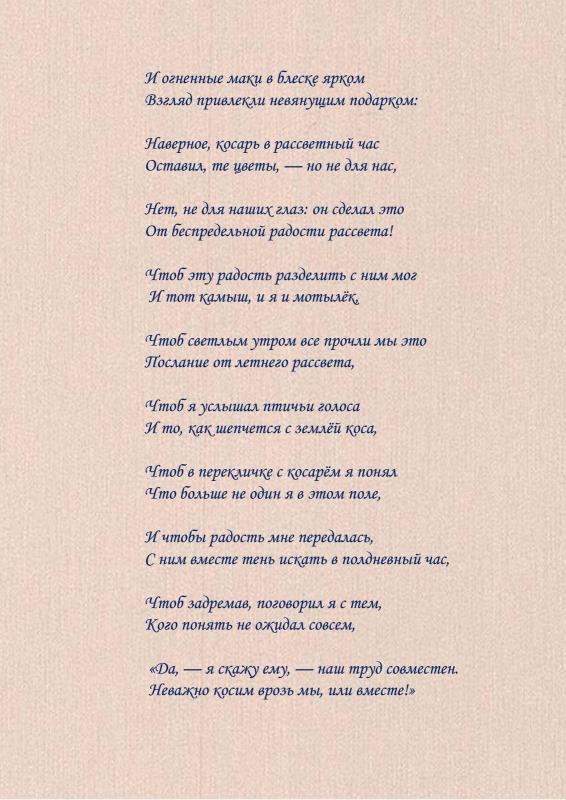 И огненные маки в блеске ярком
Взгляд привлекли невянущим подарком:
Наверное, косарь в рассветный час
Оставил, те цветы, — но не для нас,
Нет, не для наших глаз: он сделал это
От беспредельной радости рассвета!
Чтоб эту радость разделить с ним мог
И тот камыш, и я и мотылёк,
Чтоб светлым утром все прочли мы это
Послание от летнего рассвета,
Чтоб я услышал птичьи голоса
И то, как шепчется с землёй коса,
Чтоб в перекличке с косарём я понял
Что больше не один я в этом поле,
И чтобы радость мне передалась,
С ним вместе тень искать в полдневный час,
Чтоб задремав, поговорил я с тем,
Кого понять не ожидал совсем,
«Да, — я скажу ему, — наш труд совместен.
Неважно косим врозь мы, или вместе!»